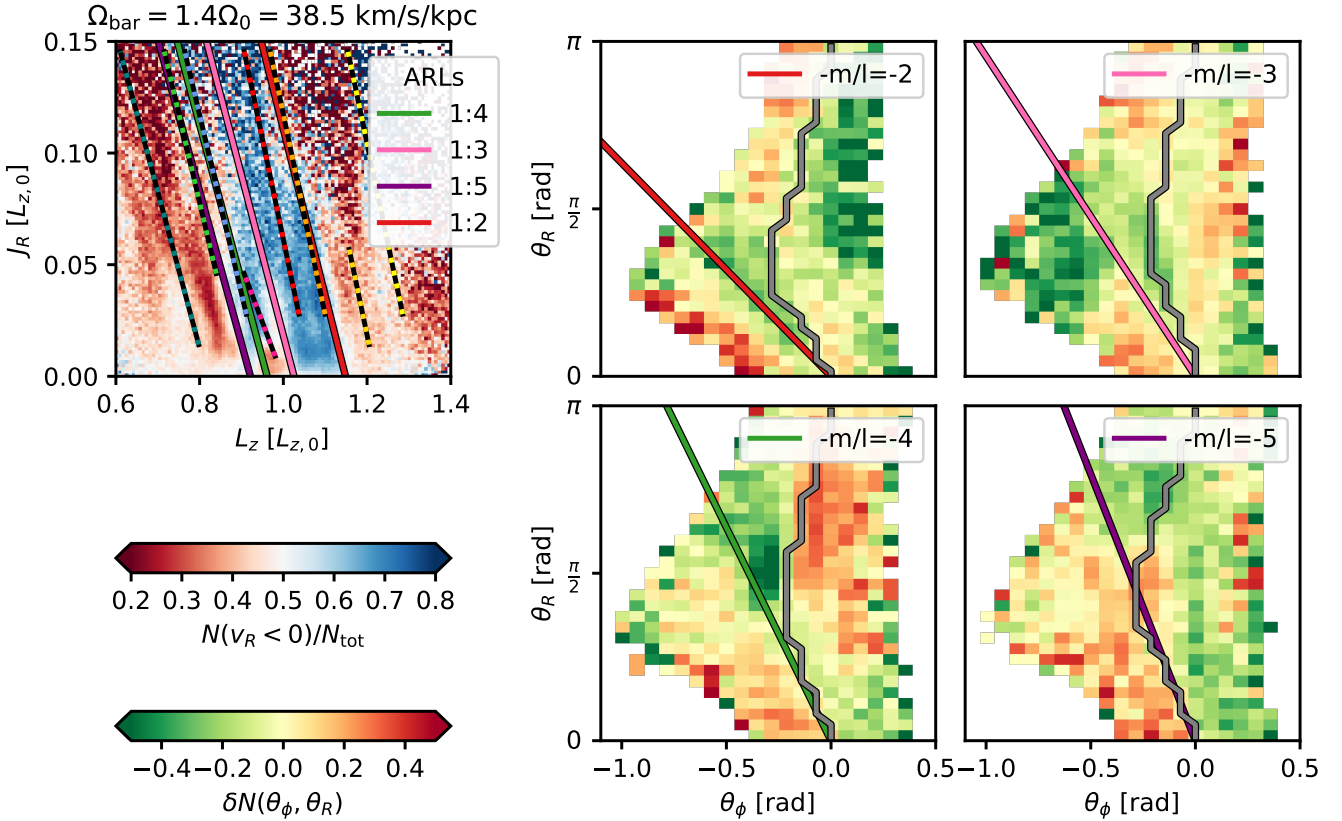 Ω_bar = 1.4Ω_0 = 38.5 km/s/kpc
0.15
0.10
0.05
0.00
J_R [L_{z,0}]
0.6 0.8 1.0 1.2 1.4
L_z [L_{z,0}]
ARLs
1:4
1:3
1:5
1:2
0.2 0.3 0.4 0.5 0.6 0.7 0.8
N(v_R < 0)/N_tot
−0.4 −0.2 0.0 0.2 0.4
δN(θ_ϕ, θ_R)
π
π/2
0
θ_R [rad]
-m/l=-2
-m/l=-3
π
π/2
0
θ_R [rad]
-m/l=-4
-m/l=-5
−1.0 −0.5 0.0 0.5
θ_ϕ [rad]
−1.0 −0.5 0.0 0.5
θ_ϕ [rad]